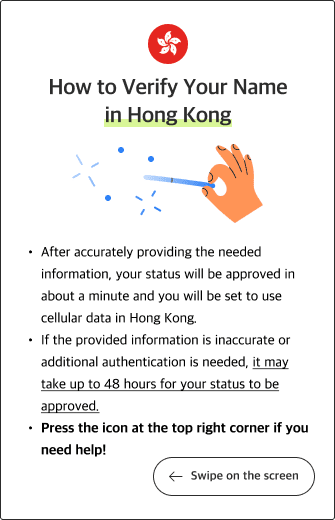 How to Verify Your Name
in Hong Kong
• After accurately providing the needed
information, your status will be approved in
about a minute and you will be set to use
cellular data in Hong Kong.
• If the provided information is inaccurate or
additional authentication is needed, it may
take up to 48 hours for your status to be
approved.
• Press the icon at the top right corner if you
need help!
← Swipe on the screen